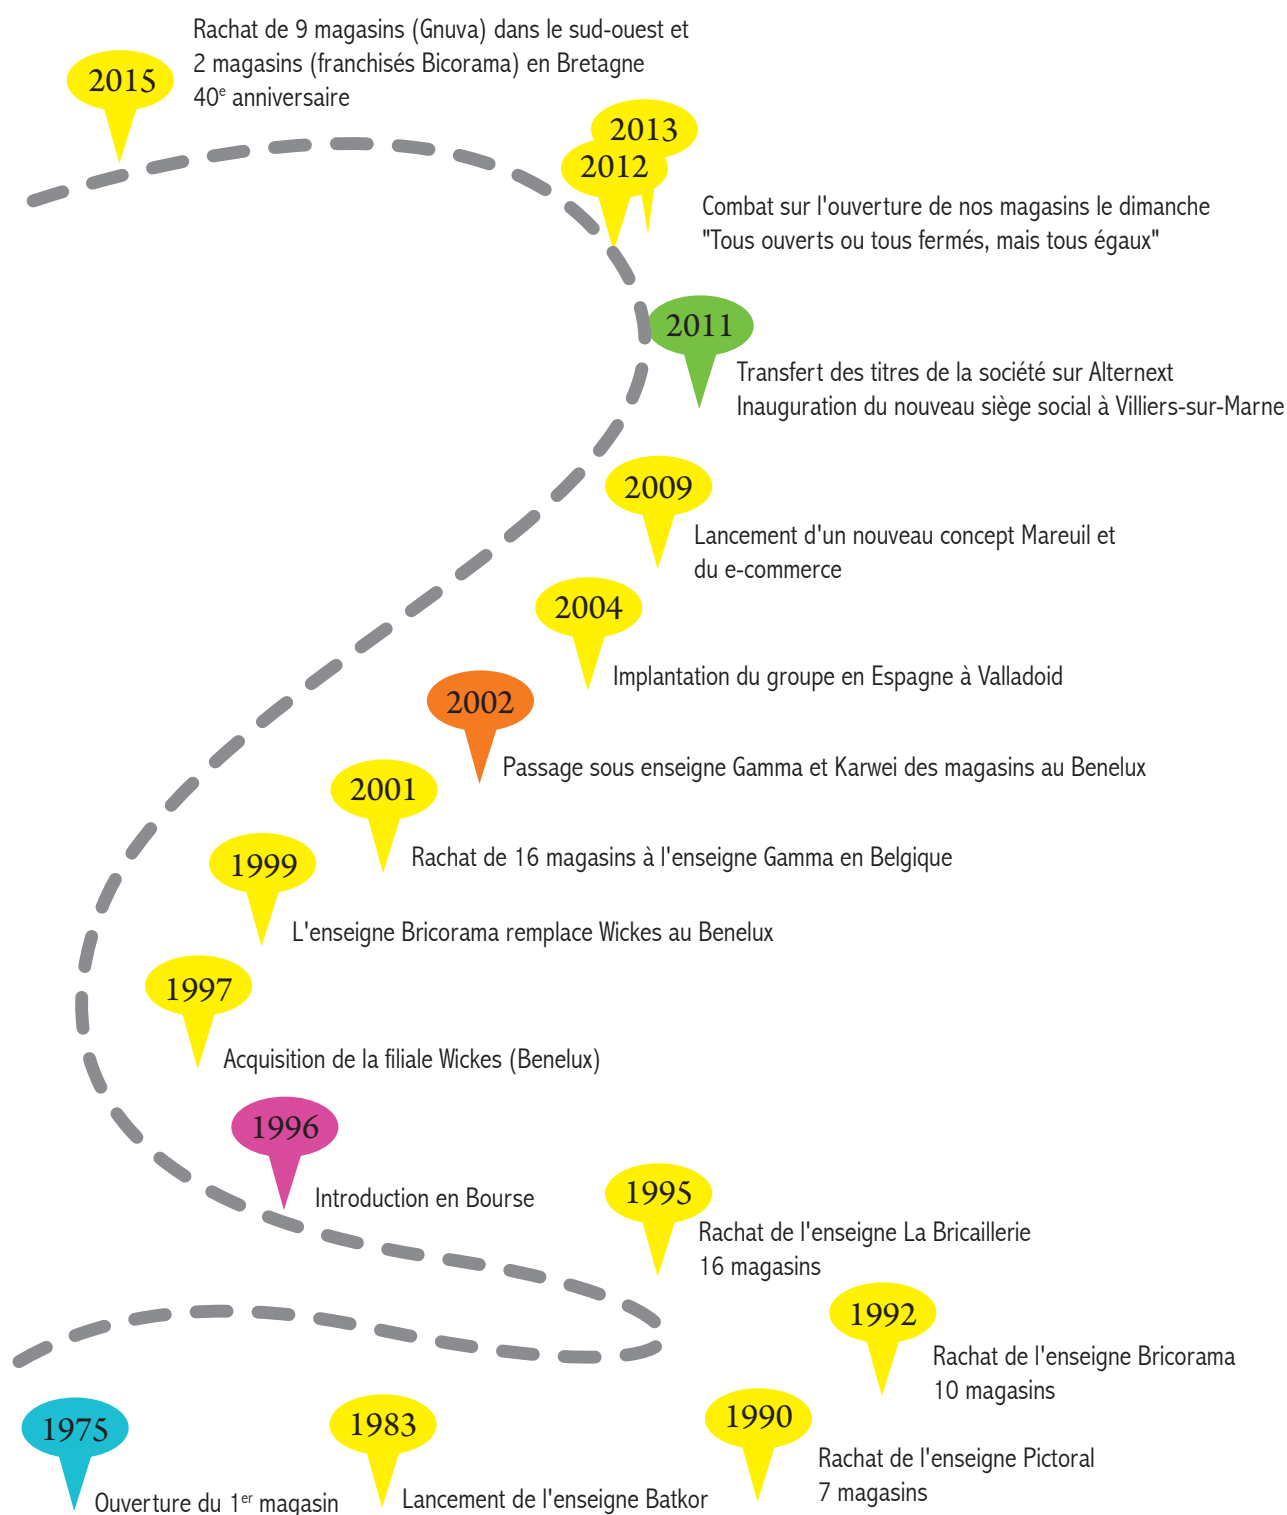 Rachat de 9 magasins (Gnuva) dans le sud-ouest et
2 magasins (franchisés Bicorama) en Bretagne
40e anniversaire
2015
2013
2012
Combat sur l'ouverture de nos magasins le dimanche
"Tous ouverts ou tous fermés, mais tous égaux"
2011
Transfert des titres de la société sur Alternext
Inauguration du nouveau siège social à Villiers-sur-Marne
2009
Lancement d'un nouveau concept Mareuil et
du e-commerce
2004
Implantation du groupe en Espagne à Valladoid
2002
Passage sous enseigne Gamma et Karwei des magasins au Benelux
2001
Rachat de 16 magasins à l'enseigne Gamma en Belgique
1999
L'enseigne Bricorama remplace Wickes au Benelux
1997
Acquisition de la filiale Wickes (Benelux)
1996
Introduction en Bourse
1995
Rachat de l'enseigne La Bricaillerie
16 magasins
1992
Rachat de l'enseigne Bricorama
10 magasins
1990
Rachat de l'enseigne Pictoral
7 magasins
1983
Lancement de l'enseigne Batkor
1975
Ouverture du 1er magasin